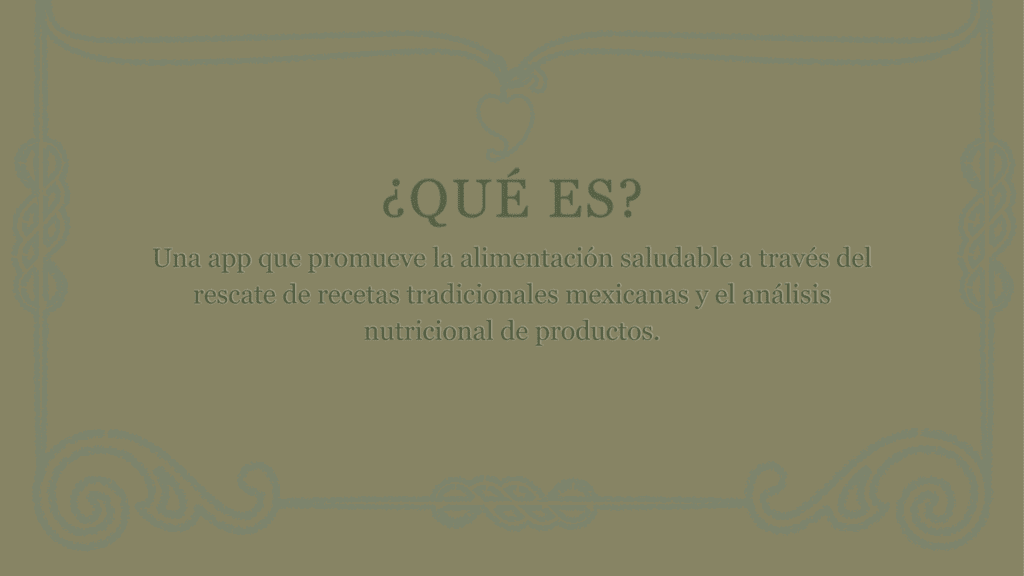 ¿QUÉ ES?
Una app que promueve la alimentación saludable a través del
rescate de recetas tradicionales mexicanas y el análisis
nutricional de productos.